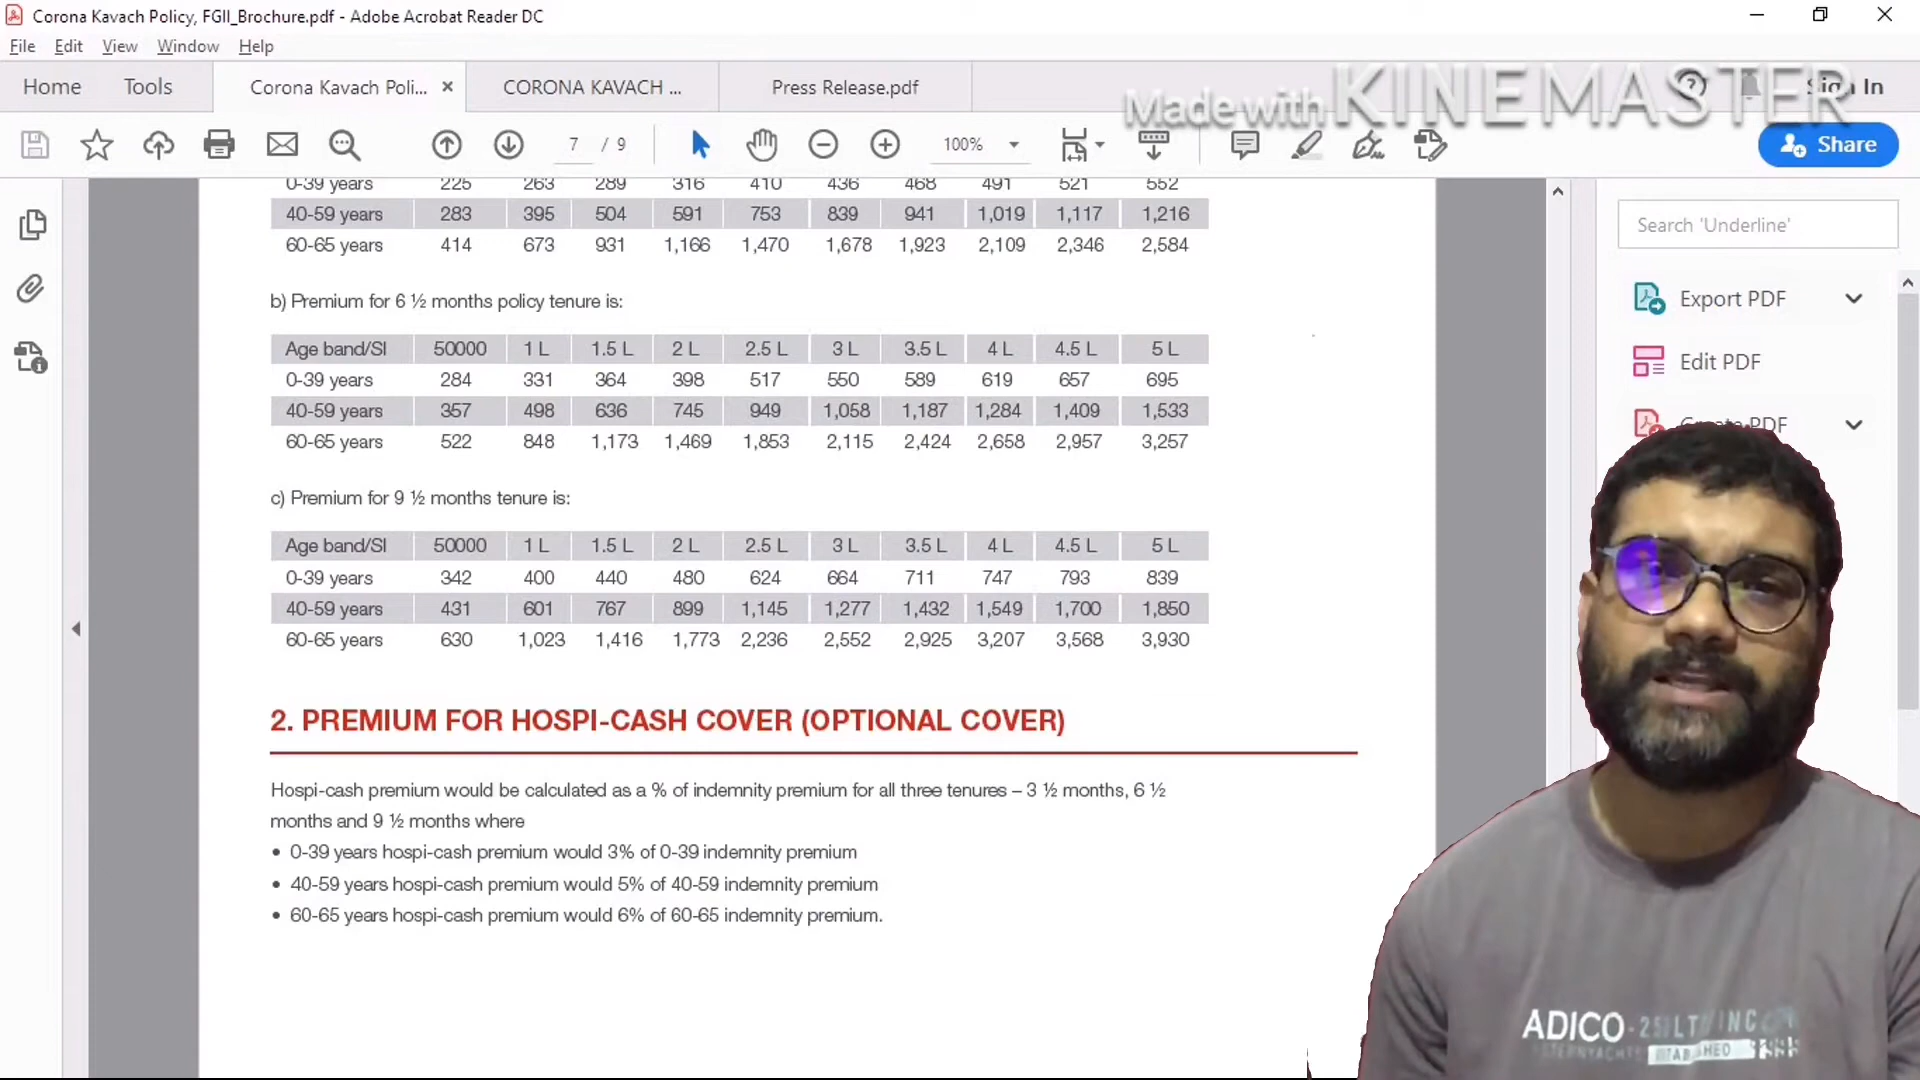 Corona Kavach Policy, FGII_Brochure.pdf - Adobe Acrobat Reader DC
File Edit View Window Help
Home Tools Corona Kavach Poli... × CORONA KAVACH ... Press Release.pdf Sign In
Made with KINEMASTER
7 / 9 100% Share
0-39 years 225 263 289 316 410 436 468 491 521 552
40-59 years 283 395 504 591 753 839 941 1,019 1,117 1,216
60-65 years 414 673 931 1,166 1,470 1,678 1,923 2,109 2,346 2,584
b) Premium for 6 ½ months policy tenure is:
Age band/SI 50000 1 L 1.5 L 2 L 2.5 L 3 L 3.5 L 4 L 4.5 L 5 L
0-39 years 284 331 364 398 517 550 589 619 657 695
40-59 years 357 498 636 745 949 1,058 1,187 1,284 1,409 1,533
60-65 years 522 848 1,173 1,469 1,853 2,115 2,424 2,658 2,957 3,257
c) Premium for 9 ½ months tenure is:
Age band/SI 50000 1 L 1.5 L 2 L 2.5 L 3 L 3.5 L 4 L 4.5 L 5 L
0-39 years 342 400 440 480 624 664 711 747 793 839
40-59 years 431 601 767 899 1,145 1,277 1,432 1,549 1,700 1,850
60-65 years 630 1,023 1,416 1,773 2,236 2,552 2,925 3,207 3,568 3,930
2. PREMIUM FOR HOSPI-CASH COVER (OPTIONAL COVER)
Hospi-cash premium would be calculated as a % of indemnity premium for all three tenures – 3 ½ months, 6 ½
months and 9 ½ months where
• 0-39 years hospi-cash premium would 3% of 0-39 indemnity premium
• 40-59 years hospi-cash premium would 5% of 40-59 indemnity premium
• 60-65 years hospi-cash premium would 6% of 60-65 indemnity premium.
Search 'Underline'
Export PDF
Edit PDF
Create PDF
ADICO